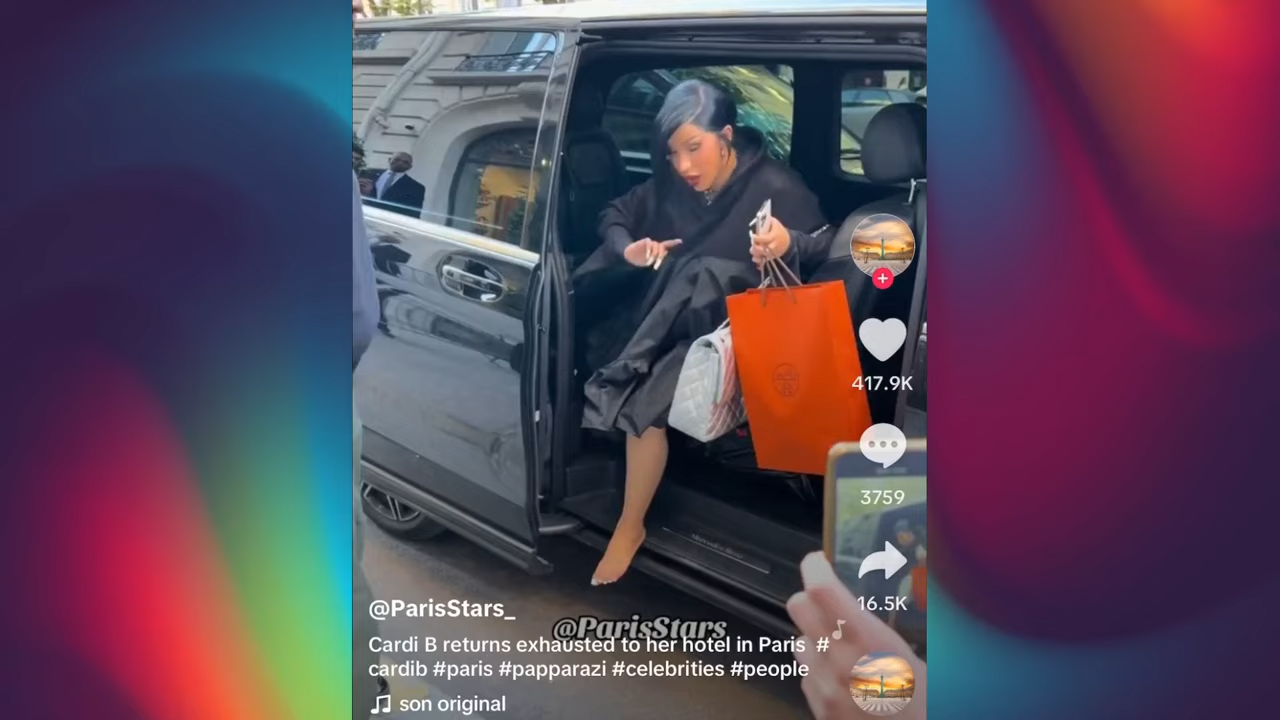 417.9K
3759
16.5K
@ParisStars_
@ParisStars
Cardi B returns exhausted to her hotel in Paris #
cardib #paris #papparazi #celebrities #people
son original